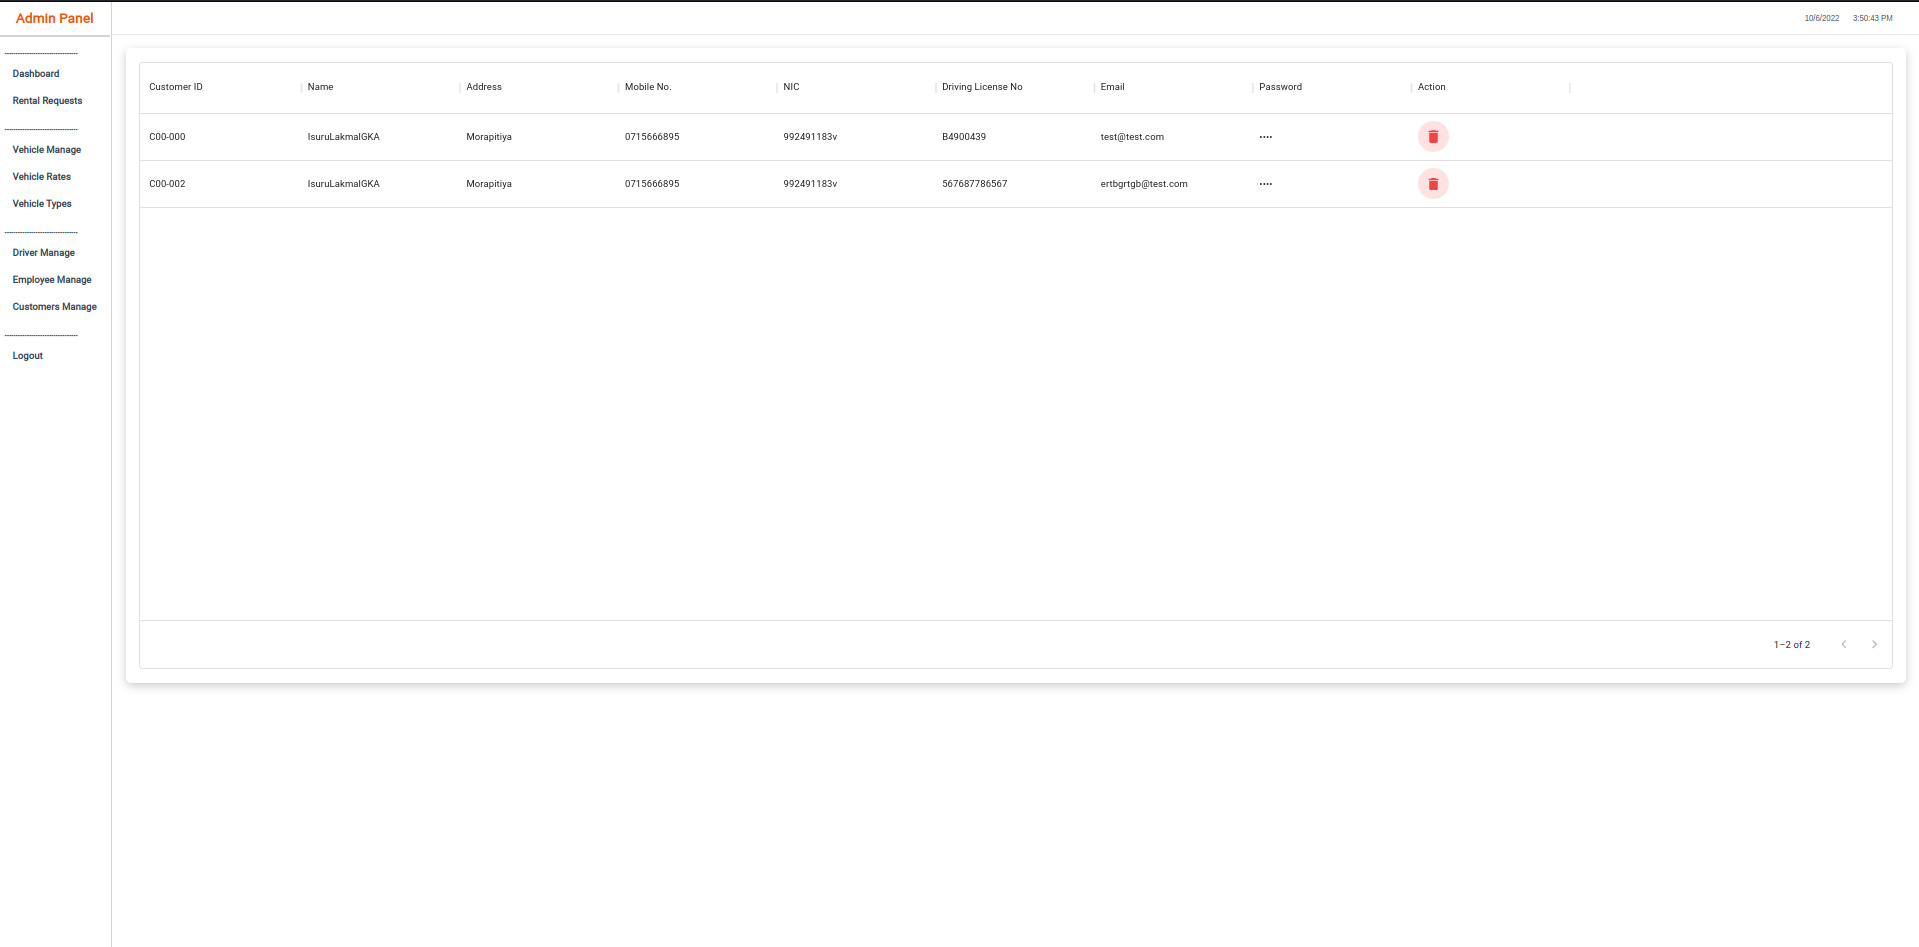 Admin Panel
10/6/2022 3:50:43 PM
------------------------------------
Dashboard
Rental Requests
------------------------------------
Vehicle Manage
Vehicle Rates
Vehicle Types
------------------------------------
Driver Manage
Employee Manage
Customers Manage
------------------------------------
Logout
Customer ID Name Address Mobile No. NIC Driving License No Email Password Action
C00-000 IsuruLakmalGKA Morapitiya 0715666895 992491183v B4900439 test@test.com ••••
C00-002 IsuruLakmalGKA Morapitiya 0715666895 992491183v 567687786567 ertbgrtgb@test.com ••••
1–2 of 2